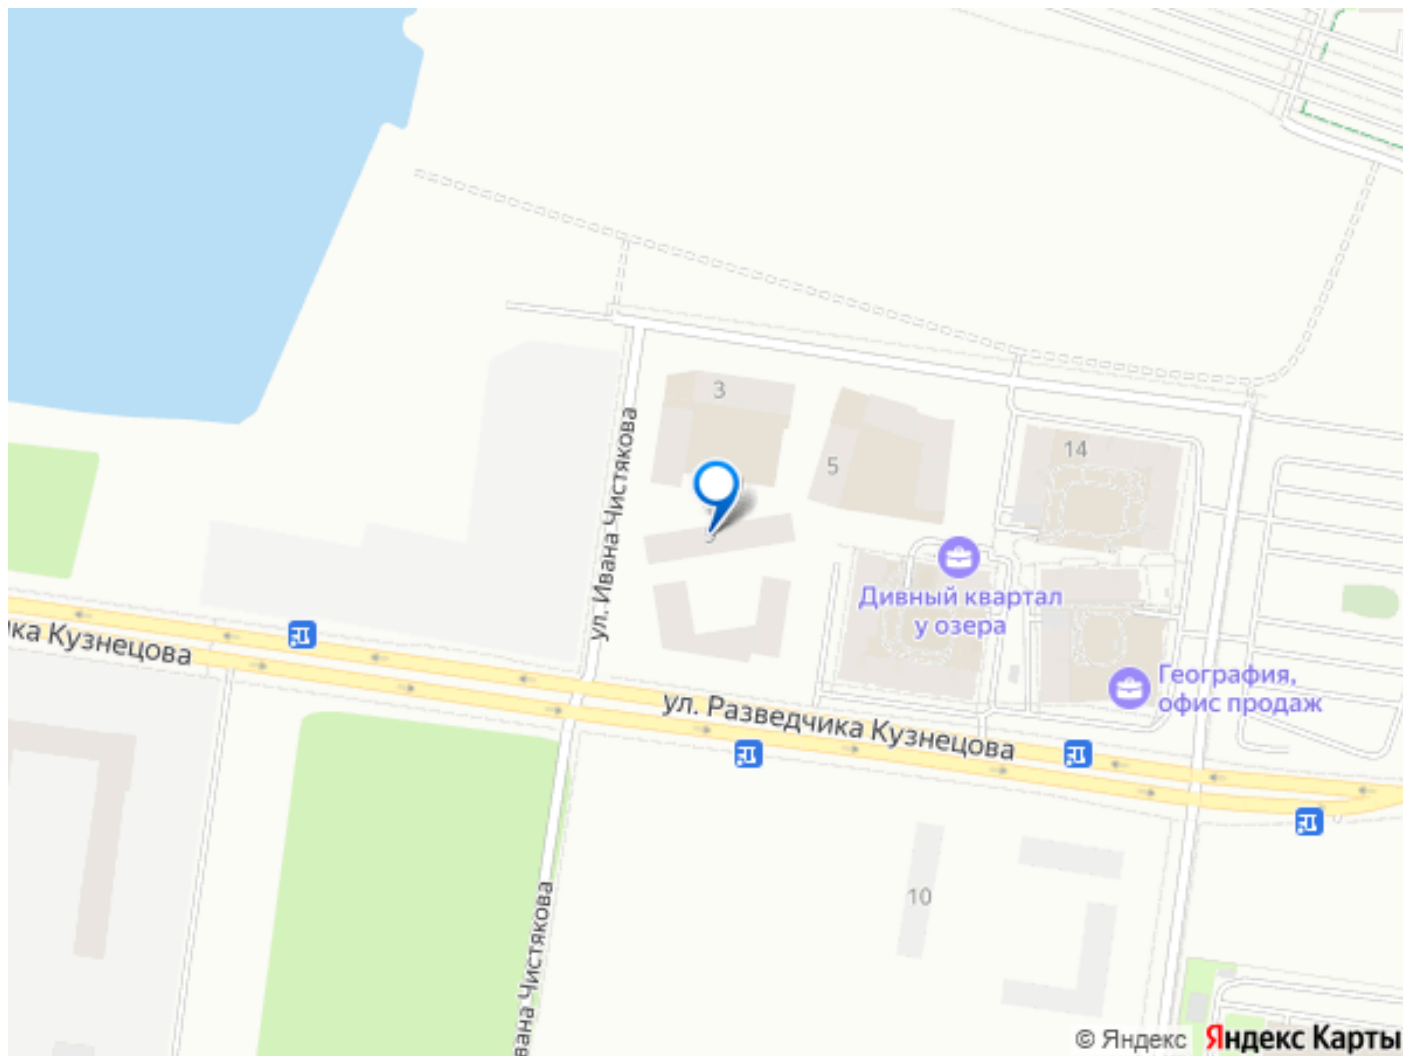 3
14
5
ул. Ивана Чистякова
Дивный квартал
у озера
ка Кузнецова
География,
офис продаж
ул. Разведчика Кузнецова
10
вана Чистякова
© Яндекс Яндекс Карты